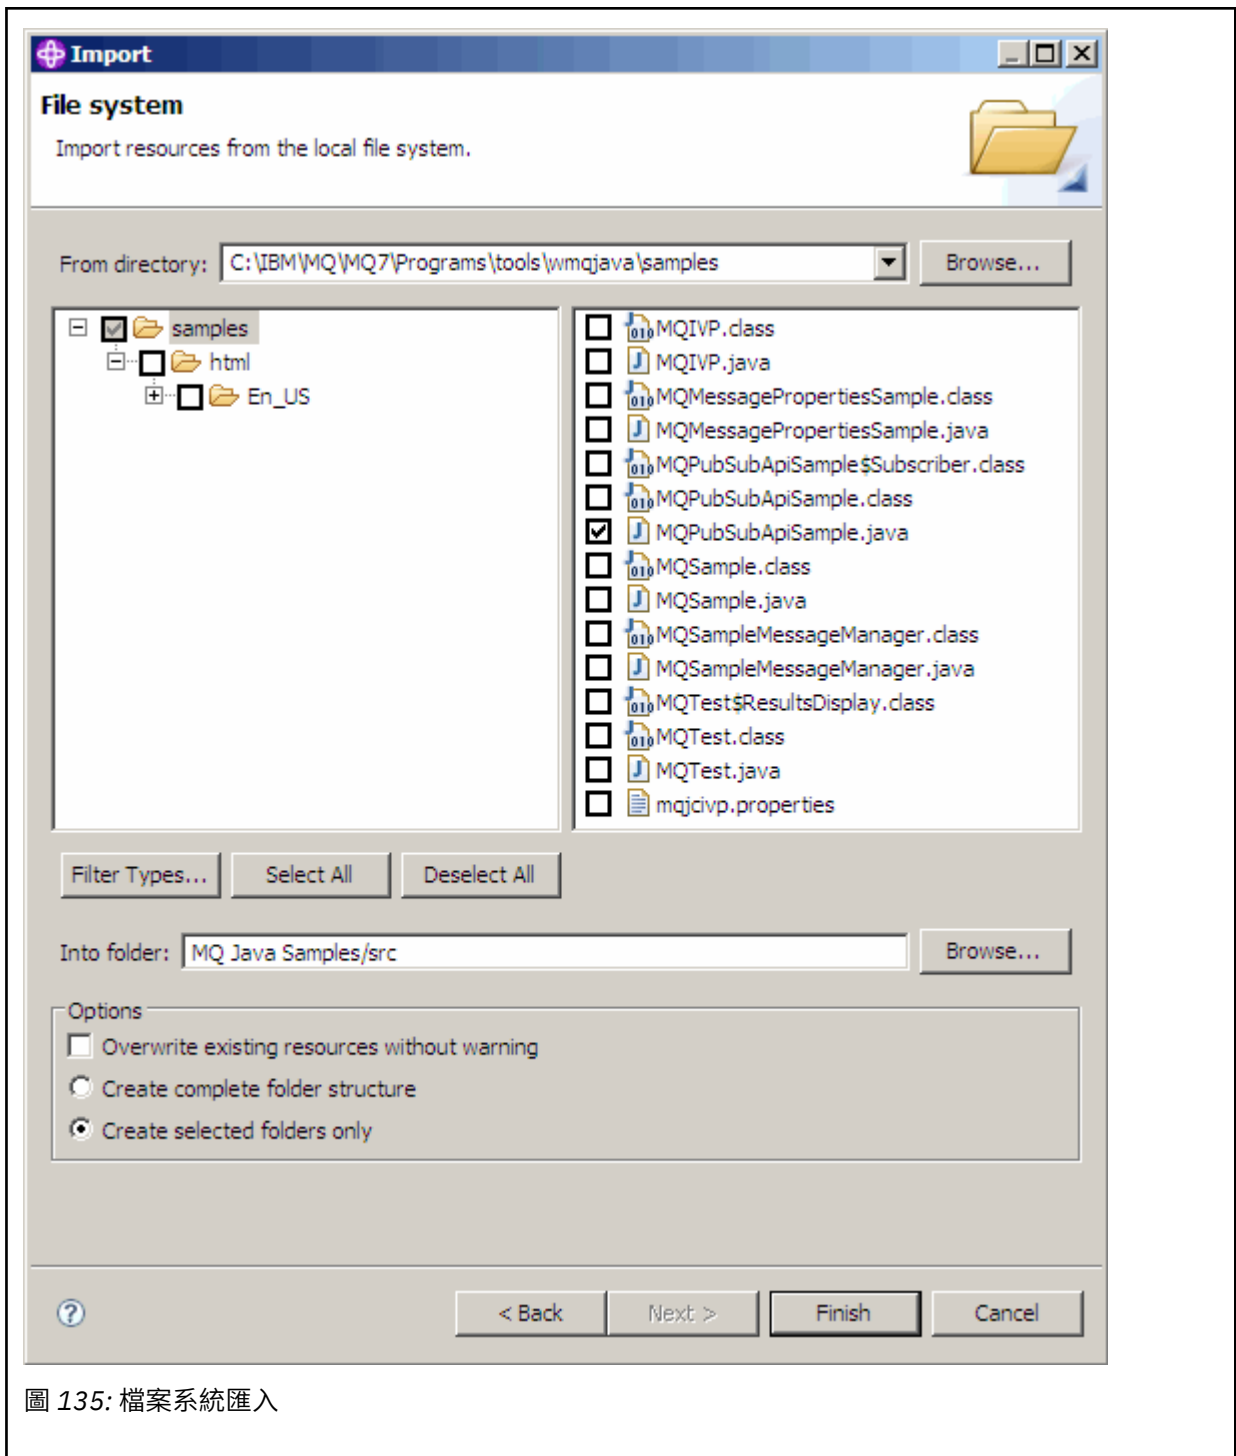 Import
File system
Import resources from the local file system.
From directory: C:\IBM\MQ\MQ7\Programs\tools\wmqjava\samples Browse...
samples
html
En_US
MQIVP.class
MQIVP.java
MQMessagePropertiesSample.class
MQMessagePropertiesSample.java
MQPubSubApiSample$Subscriber.class
MQPubSubApiSample.class
MQPubSubApiSample.java
MQSample.class
MQSample.java
MQSampleMessageManager.class
MQSampleMessageManager.java
MQTest$ResultsDisplay.class
MQTest.class
MQTest.java
mqjcivp.properties
Filter Types... Select All Deselect All
Into folder: MQ Java Samples/src Browse...
Options
Overwrite existing resources without warning
Create complete folder structure
Create selected folders only
< Back Next > Finish Cancel
圖 135: 檔案系統匯入